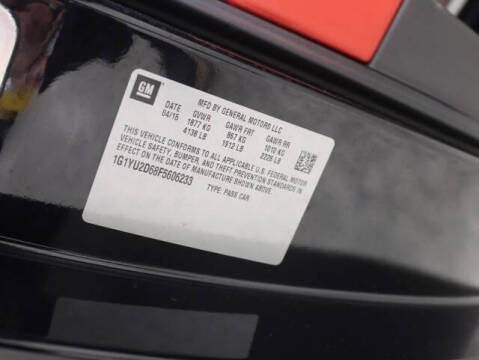 GM
MFD BY GENERAL MOTORS LLC
DATE GVWR GAWR FRT GAWR RR
04/15 1877 KG 867 KG 1010 KG
4138 LB 1912 LB 2226 LB
THIS VEHICLE CONFORMS TO ALL APPLICABLE U.S. FEDERAL MOTOR
VEHICLE SAFETY, BUMPER, AND THEFT PREVENTION STANDARDS IN
EFFECT ON THE DATE OF MANUFACTURE SHOWN ABOVE.
1G1YU2D68F5606233
TYPE: PASS CAR